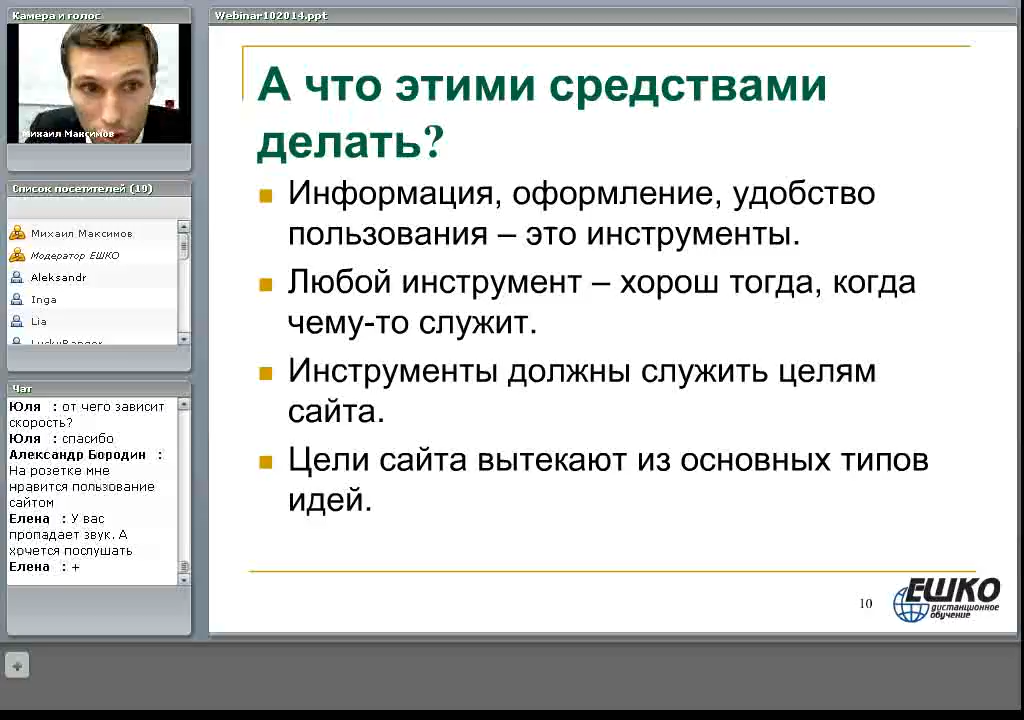 Камера и голос
Михаил Максимов
Список посетителей (19)
Михаил Максимов
Модератор ЕШКО
Aleksandr
Inga
Lia
LuckyRanger
Чат
Юля : от чего зависит
скорость?
Юля : спасибо
Александр Бородин :
На розетке мне
нравится пользование
сайтом
Елена : У вас
пропадает звук. А
хочется послушать
Елена : +
Webinar102014.ppt
А что этими средствами
делать?
Информация, оформление, удобство
пользования – это инструменты.
Любой инструмент – хорош тогда, когда
чему-то служит.
Инструменты должны служить целям
сайта.
Цели сайта вытекают из основных типов
идей.
10
ЕШКО
дистанционное
обучение